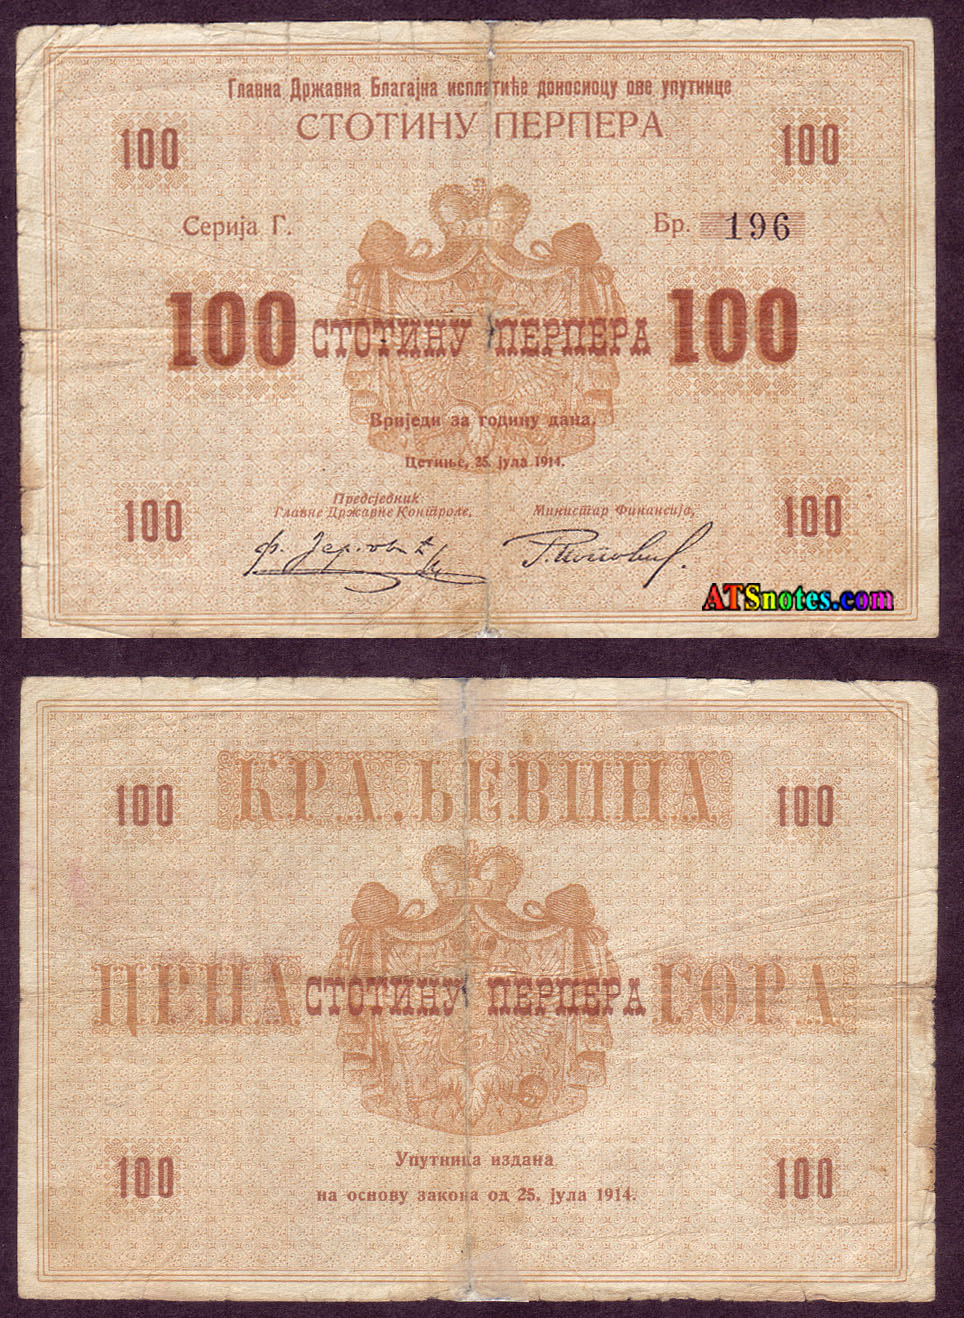 Главна Државна Благајна исплатиће доносиоцу ове упутнице
СТОТИНУ ПЕРПЕРА
100 100
Серија Г. Бр. 196
100 СТОТИНУ ПЕРПЕРА 100
Вриједи за годину дана.
Цетиње, 25. јула 1914.
Предсједник Главне Државне Контроле, Министар Финансија,
100 100
ATSnotes.com
КРАЉЕВИНА
100 100
ЦРНА СТОТИНУ ПЕРПЕРА ГОРА
Упутница издана
на основу закона од 25. јула 1914.
100 100